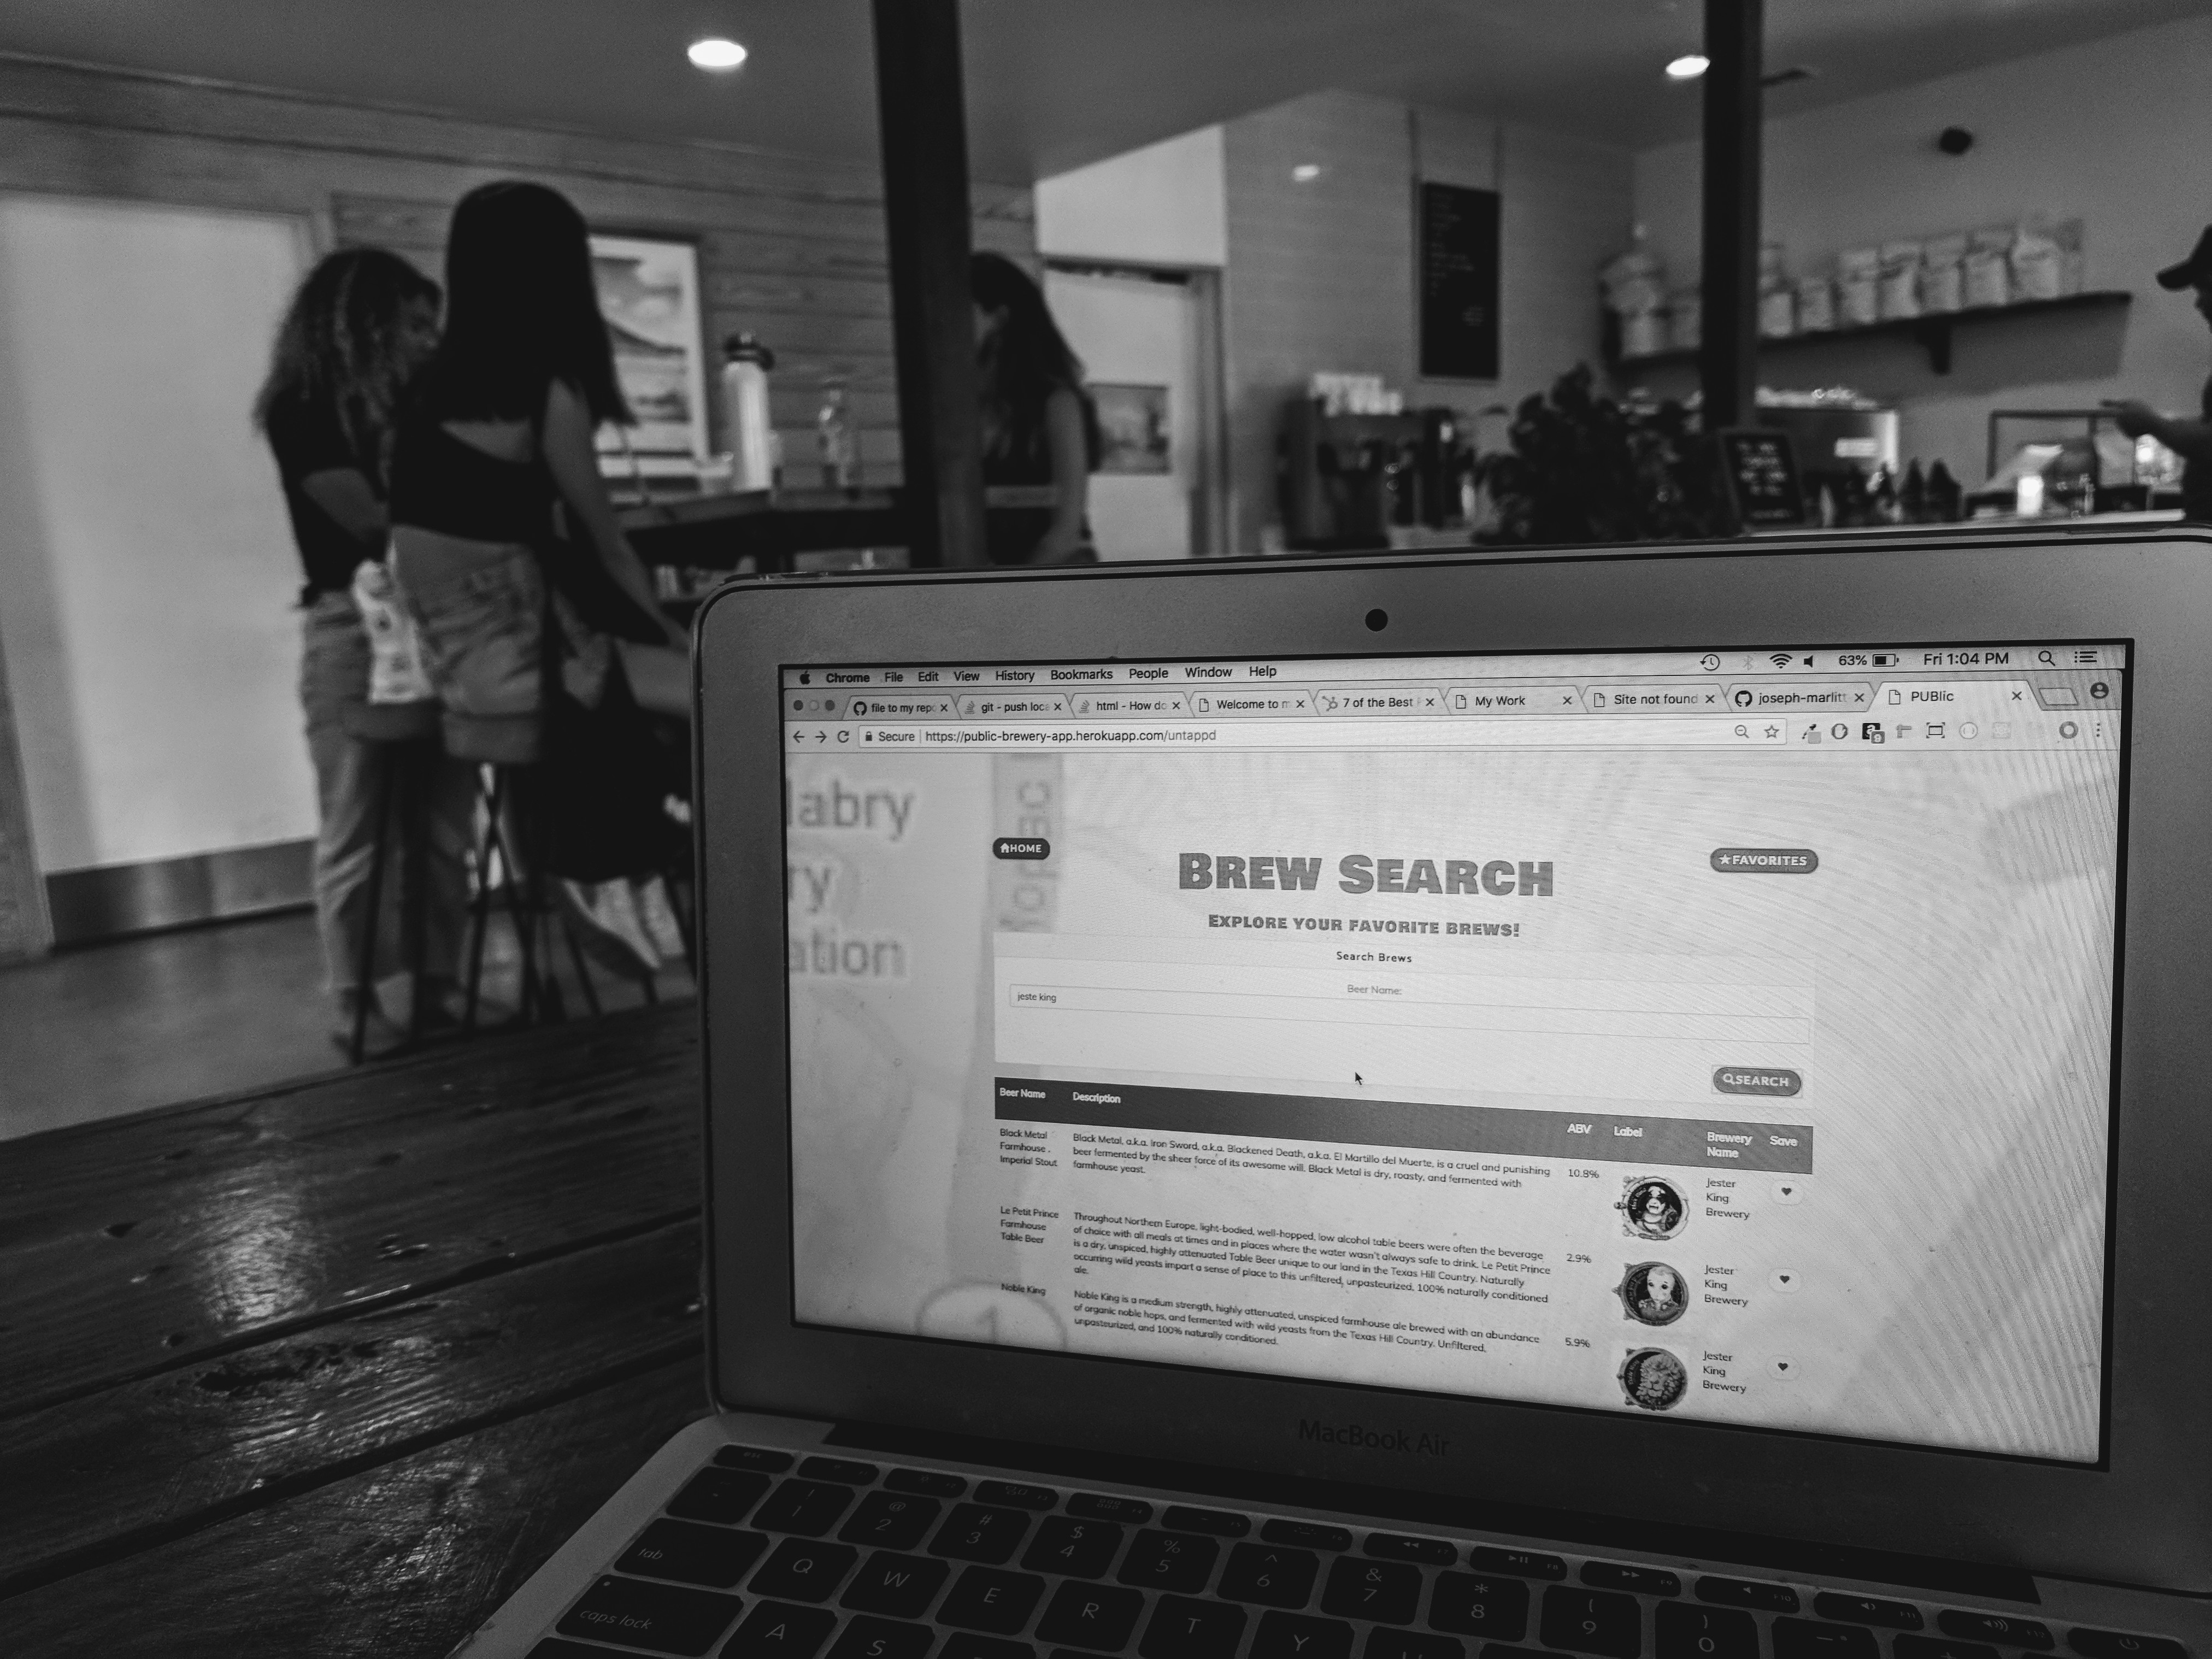 Chrome File Edit View History Bookmarks People Window Help 63% Fri 1:04 PM
file to my repo git - push loca html - How do Welcome to m 7 of the Best My Work Site not found joseph-marlitt PUBlic
Secure https://public-brewery-app.herokuapp.com/untappd
labry
ry
ation
Mopac
HOME
FAVORITES
BREW SEARCH
EXPLORE YOUR FAVORITE BREWS!
Search Brews
Beer Name:
jeste king
SEARCH
Beer Name Description ABV Label Brewery Name Save
Black Metal
Farmhouse
Imperial Stout
Black Metal, a.k.a. Iron Sword, a.k.a. Blackened Death, a.k.a. El Martillo del Muerte, is a cruel and punishing
beer fermented by the sheer force of its awesome will. Black Metal is dry, roasty, and fermented with
farmhouse yeast.
10.8%
Jester
King
Brewery
Le Petit Prince
Farmhouse
Table Beer
Throughout Northern Europe, light-bodied, well-hopped, low alcohol table beers were often the beverage
of choice with all meals at times and in places where the water wasn't always safe to drink. Le Petit Prince
is a dry, unspiced, highly attenuated Table Beer unique to our land in the Texas Hill Country. Naturally
occurring wild yeasts impart a sense of place to this unfiltered, unpasteurized, 100% naturally conditioned
ale.
2.9%
Jester
King
Brewery
Noble King
Noble King is a medium strength, highly attenuated, unspiced farmhouse ale brewed with an abundance
of organic noble hops, and fermented with wild yeasts from the Texas Hill Country. Unfiltered,
unpasteurized, and 100% naturally conditioned.
5.9%
Jester
King
Brewery
MacBook Air
! 1 @ 2 # 3 $ 4 % 5 ^ 6 & 7 * 8 ( 9 ) 0
tab Q W E R T Y
caps lock A S